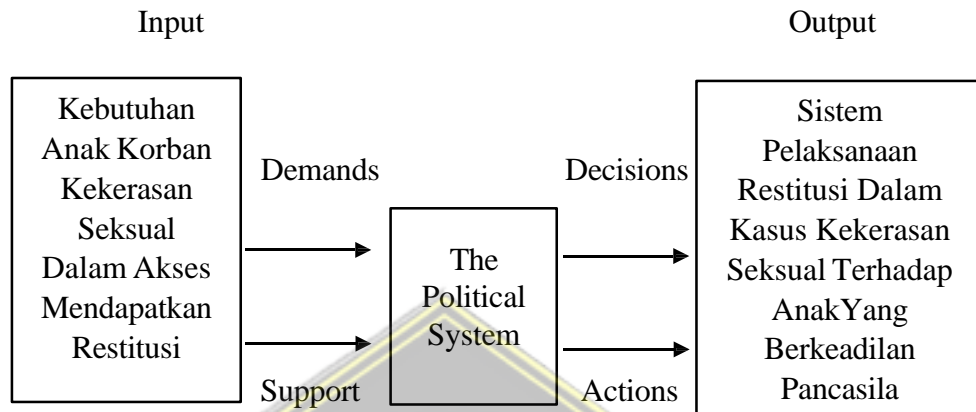 Input
Output
Kebutuhan
Anak Korban
Kekerasan
Seksual
Dalam Akses
Mendapatkan
Restitusi
Demands
Support
The
Political
System
Decisions
Actions
Sistem
Pelaksanaan
Restitusi Dalam
Kasus Kekerasan
Seksual Terhadap
AnakYang
Berkeadilan
Pancasila